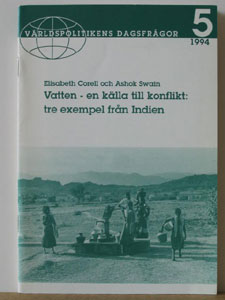 VÄRLDSPOLITIKENS DAGSFRÅGOR
5
1994
Elisabeth Corell och Ashok Swain
Vatten - en källa till konflikt:
tre exempel från Indien